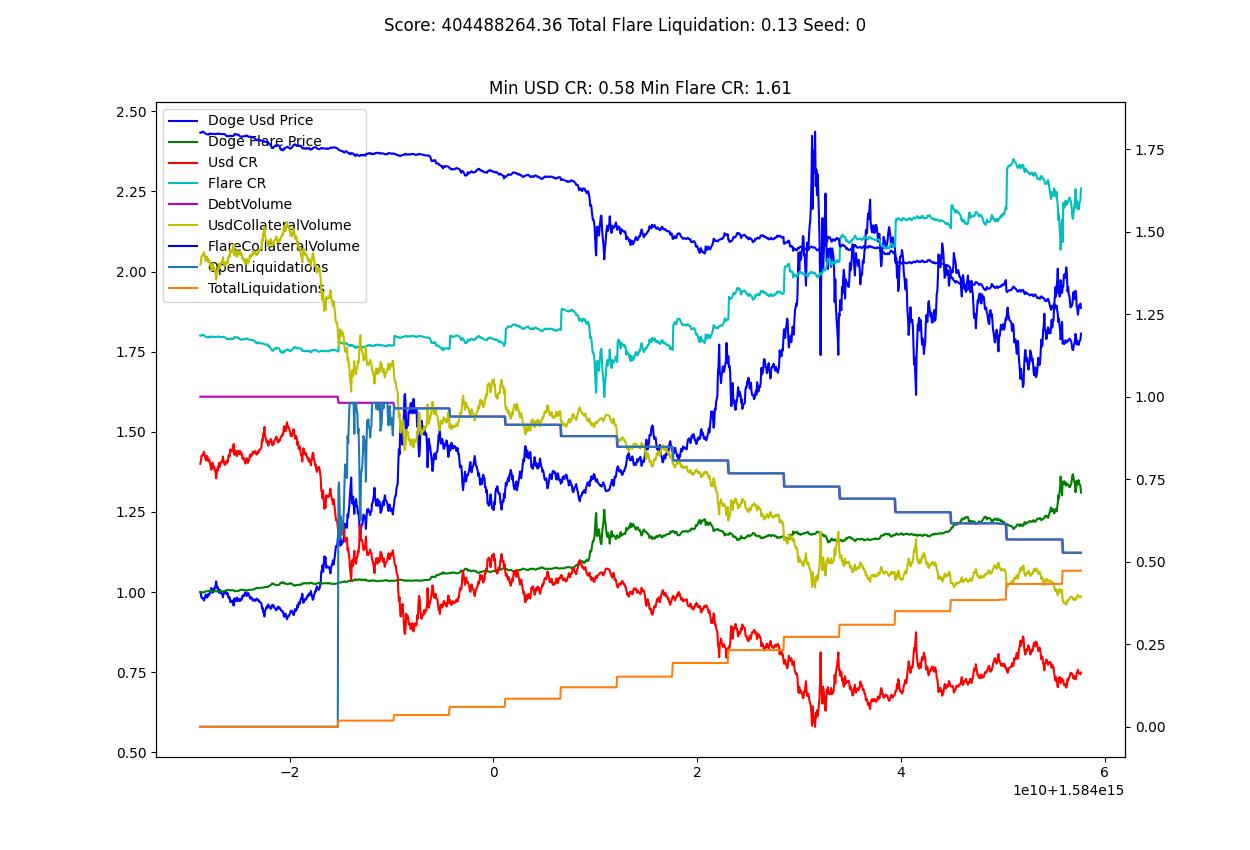 Score: 404488264.36 Total Flare Liquidation: 0.13 Seed: 0
Min USD CR: 0.58 Min Flare CR: 1.61
Doge Usd Price
Doge Flare Price
Usd CR
Flare CR
DebtVolume
UsdCollateralVolume
FlareCollateralVolume
OpenLiquidations
TotalLiquidations
2.50
2.25
2.00
1.75
1.50
1.25
1.00
0.75
0.50
1.75
1.50
1.25
1.00
0.75
0.50
0.25
0.00
−2
0
2
4
6
1e10+1.584e15